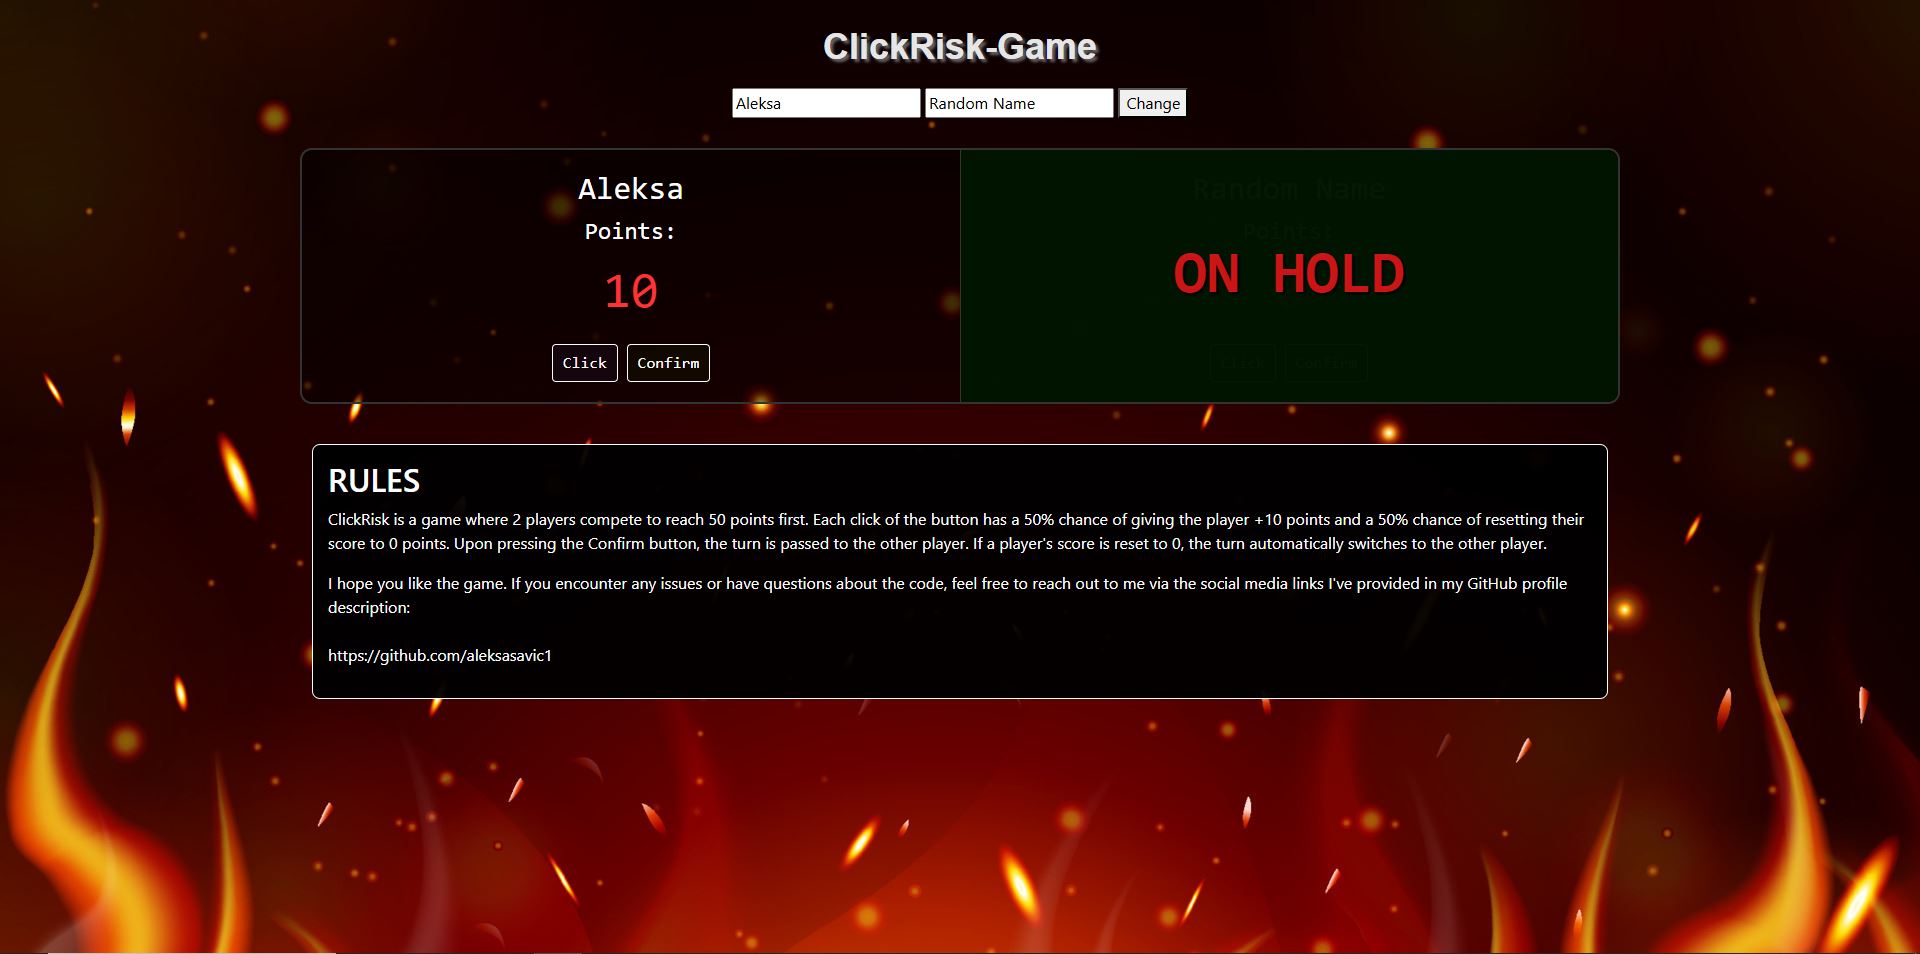 ClickRisk-Game
Aleksa Random Name Change
Aleksa
Points:
10
Click Confirm
Random Name
Points:
ON HOLD
Click Confirm
RULES
ClickRisk is a game where 2 players compete to reach 50 points first. Each click of the button has a 50% chance of giving the player +10 points and a 50% chance of resetting their
score to 0 points. Upon pressing the Confirm button, the turn is passed to the other player. If a player's score is reset to 0, the turn automatically switches to the other player.
I hope you like the game. If you encounter any issues or have questions about the code, feel free to reach out to me via the social media links I've provided in my GitHub profile
description:
https://github.com/aleksasavic1